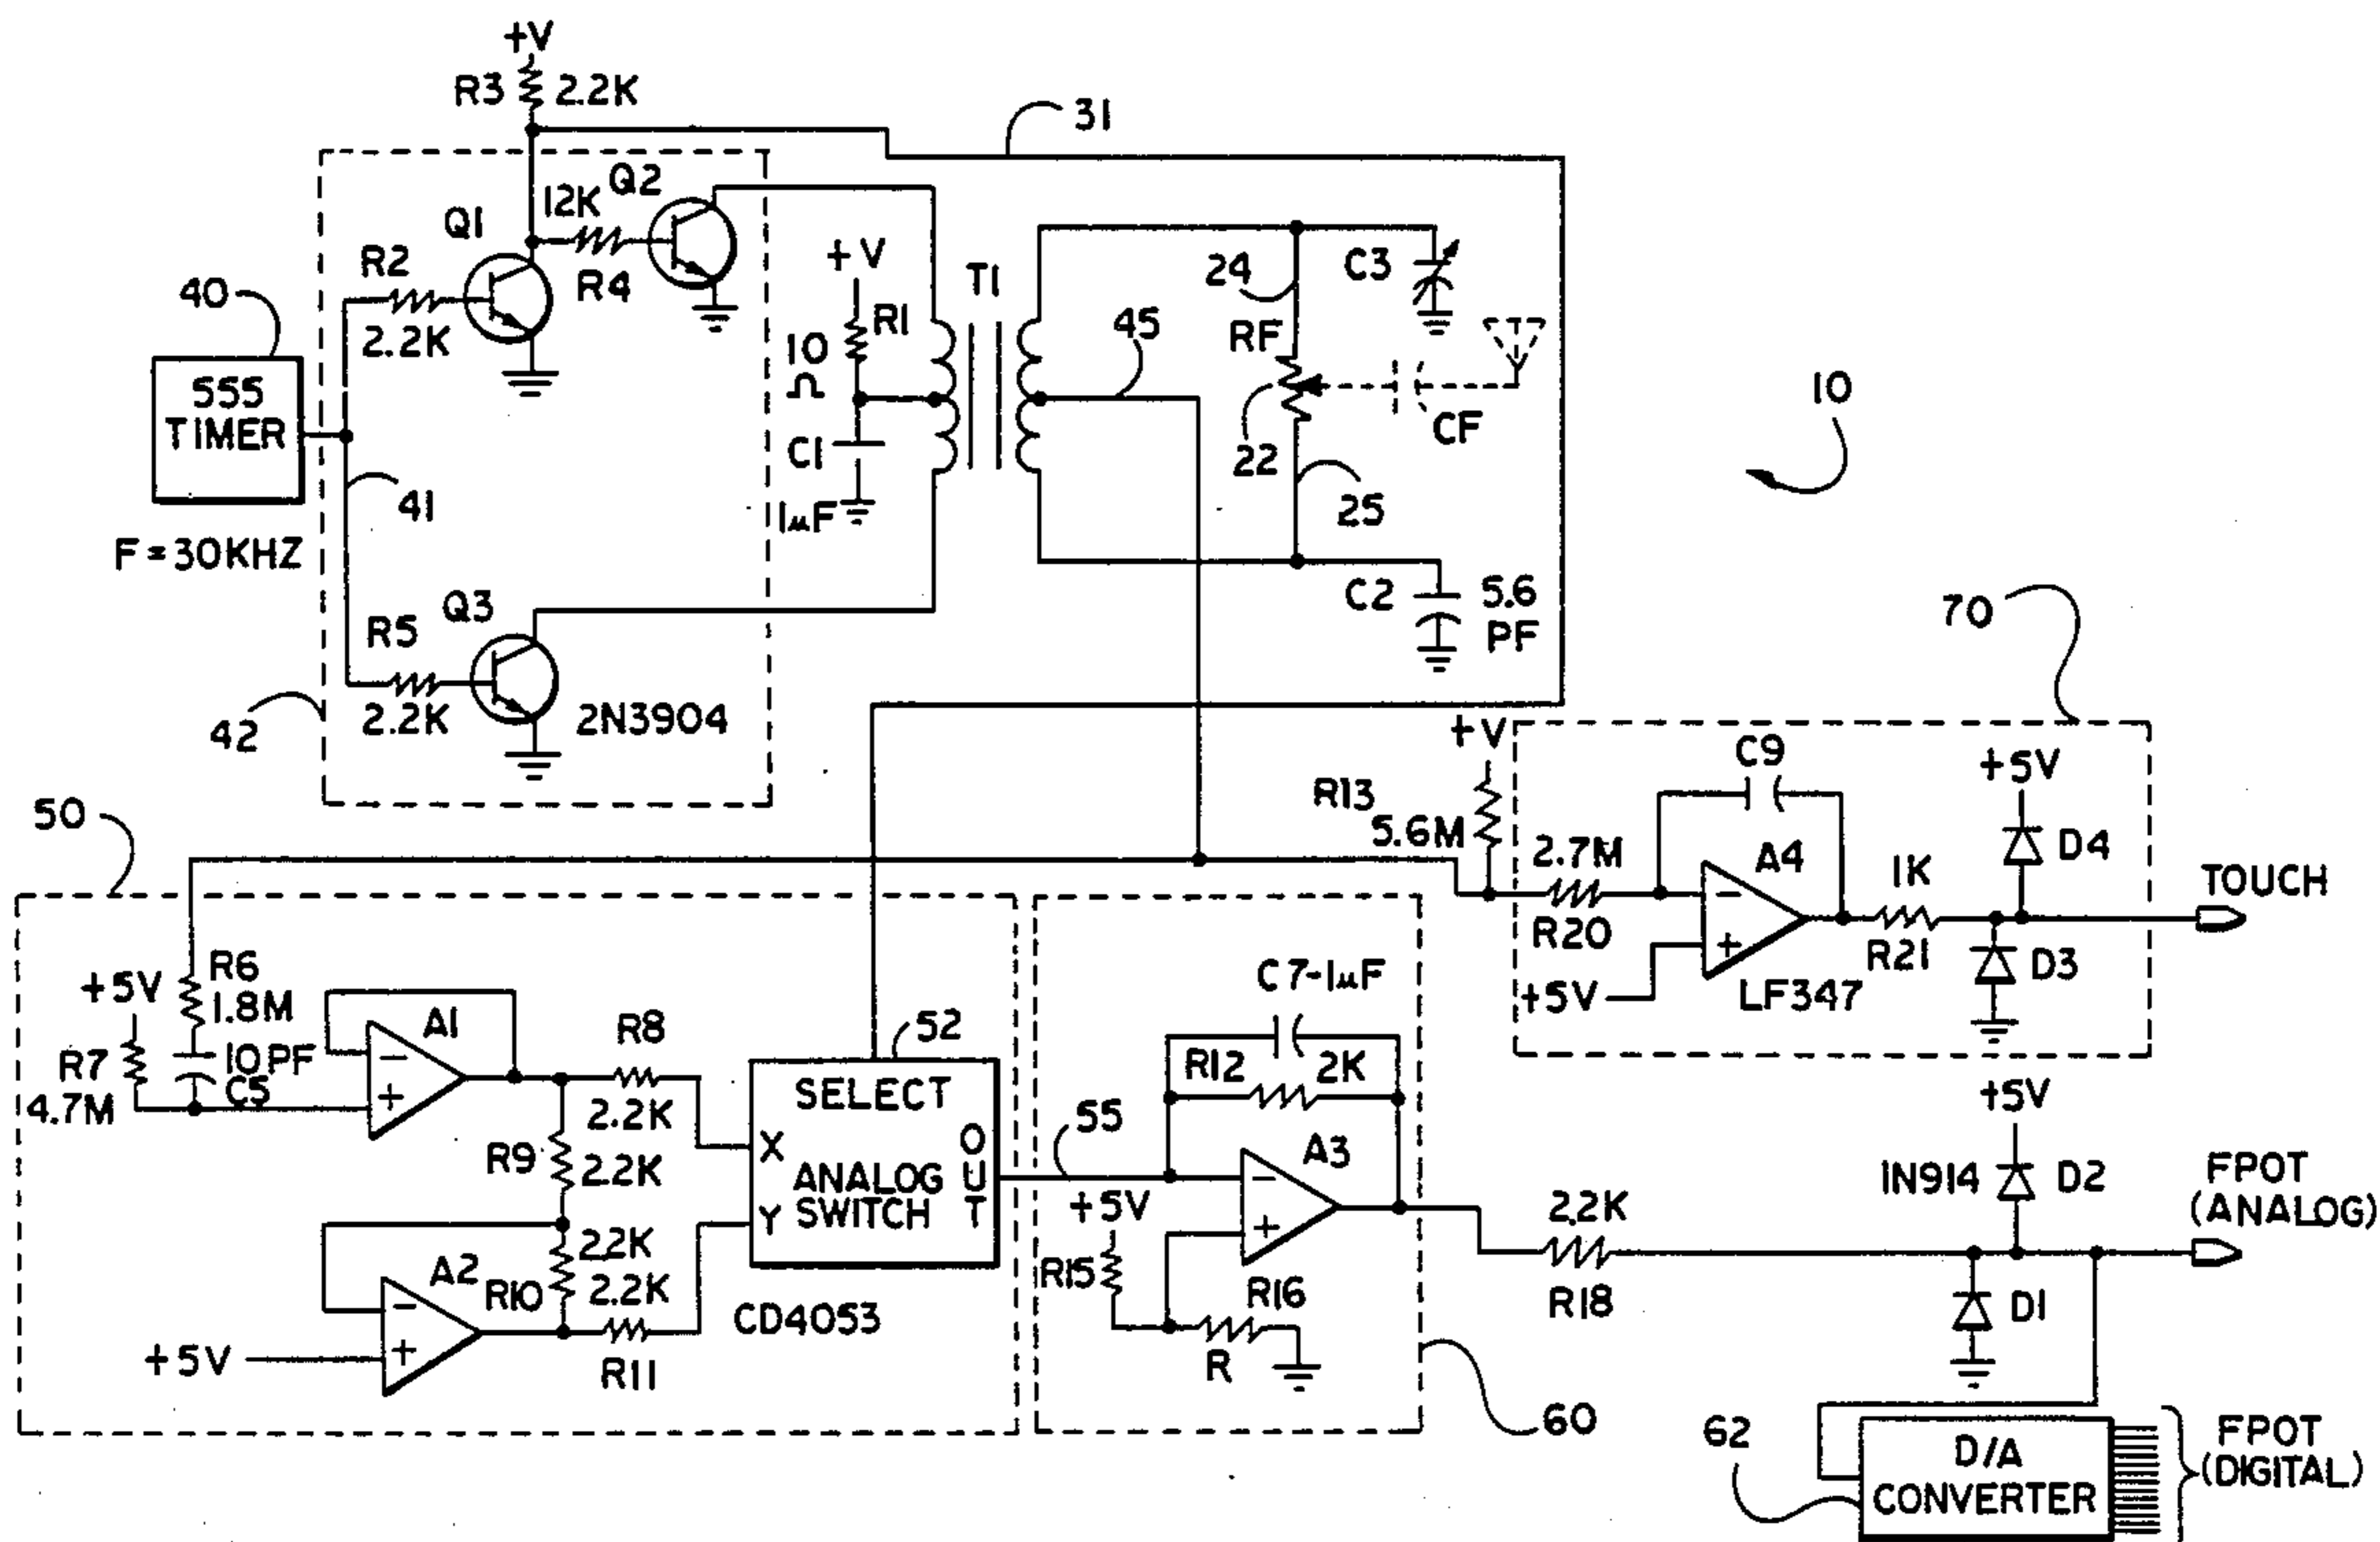 +V
R3 2.2K
31
Q2
12K
Q1
R4
R2
2.2K
40
555
TIMER
F=30KHZ
41
+V
R1
10
Ω
C1
1µF
T1
24
C3
RF
45
22
CF
25
10
C2 5.6
PF
Q3
R5
2.2K
2N3904
42
70
50
+V
R13
5.6M
C9
+5V
2.7M
A4
D4
1K
TOUCH
R20
R21
D3
+5V
LF347
R6
1.8M
+5V
10PF
C5
R7
4.7M
A1
R8
2.2K
52
SELECT
X
ANALOG
SWITCH
Y
OUT
R9
2.2K
2.2K
R10
2.2K
A2
R11
+5V
CD4053
C7-1µF
R12 2K
55
A3
+5V
R15
R16
R
60
2.2K
R18
+5V
1N914
D2
D1
FPOT
(ANALOG)
62
D/A
CONVERTER
FPOT
(DIGITAL)